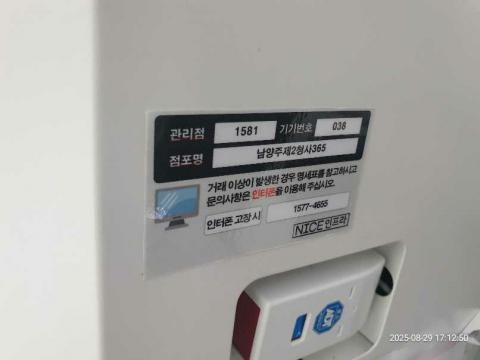 관리점 1581 기기번호 038
점포명 남양주제2청사365
거래 이상이 발생한 경우 명세표를 참고하시고
문의사항은 인터폰을 이용해 주십시오.
인터폰 고장 시 1577-4655
NICE인프라
ADT
2025-08-29 17:12:50